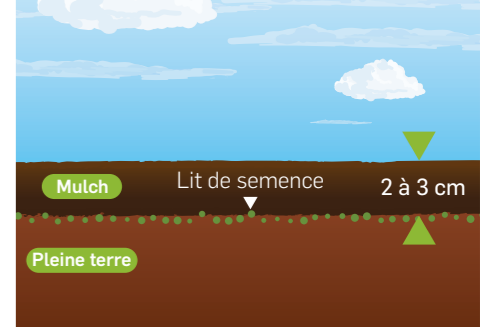 Mulch
Lit de semence
2 à 3 cm
Pleine terre